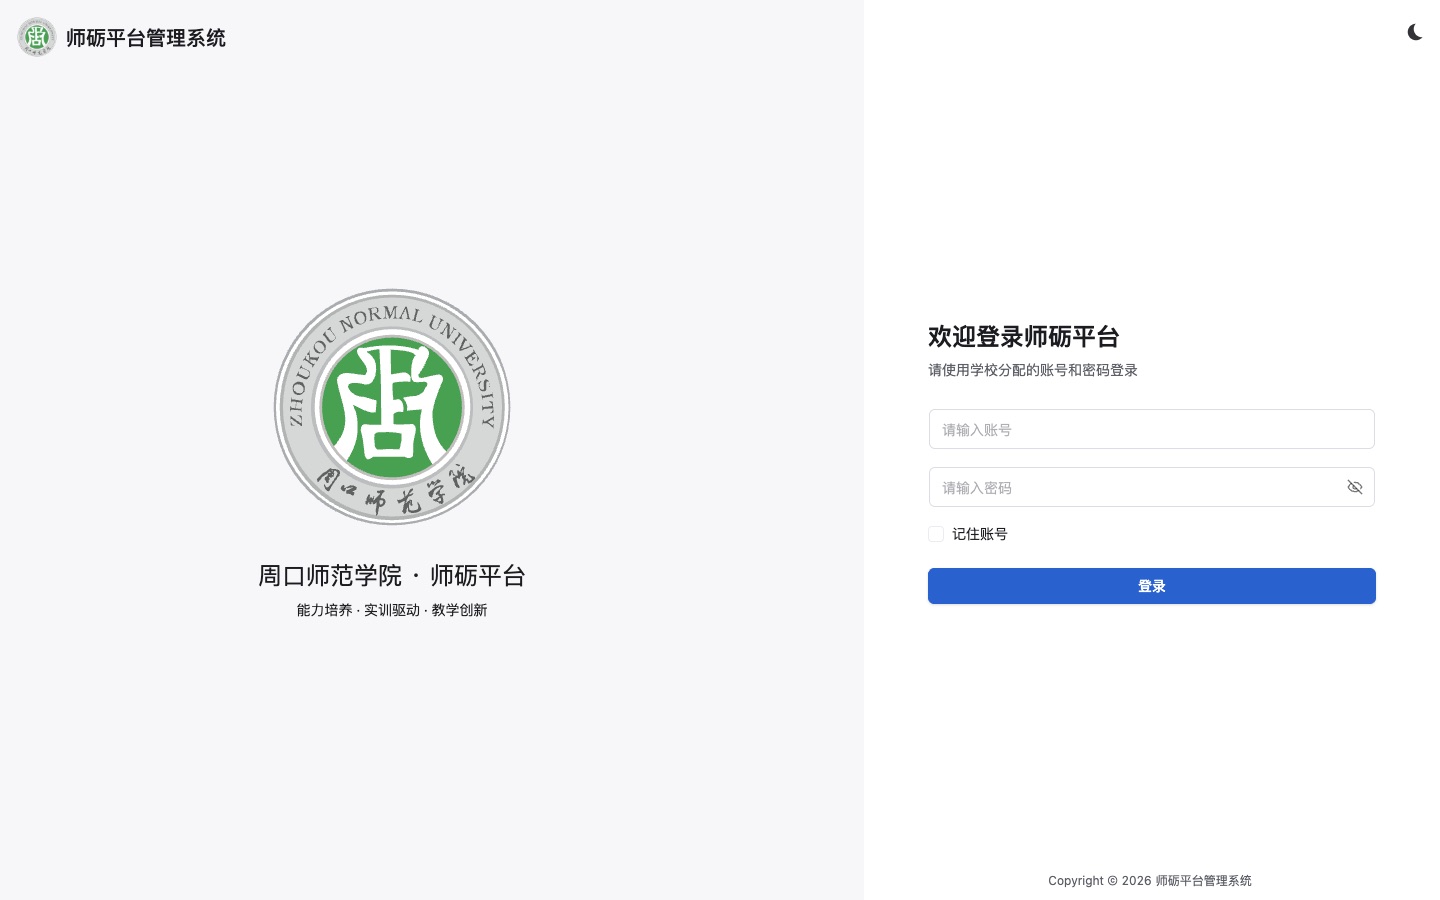 师砺平台管理系统
ZHOUKOU NORMAL UNIVERSITY
周口师范学院
周口师范学院 · 师砺平台
能力培养 · 实训驱动 · 教学创新
欢迎登录师砺平台
请使用学校分配的账号和密码登录
请输入账号
请输入密码
记住账号
登录
Copyright © 2026 师砺平台管理系统